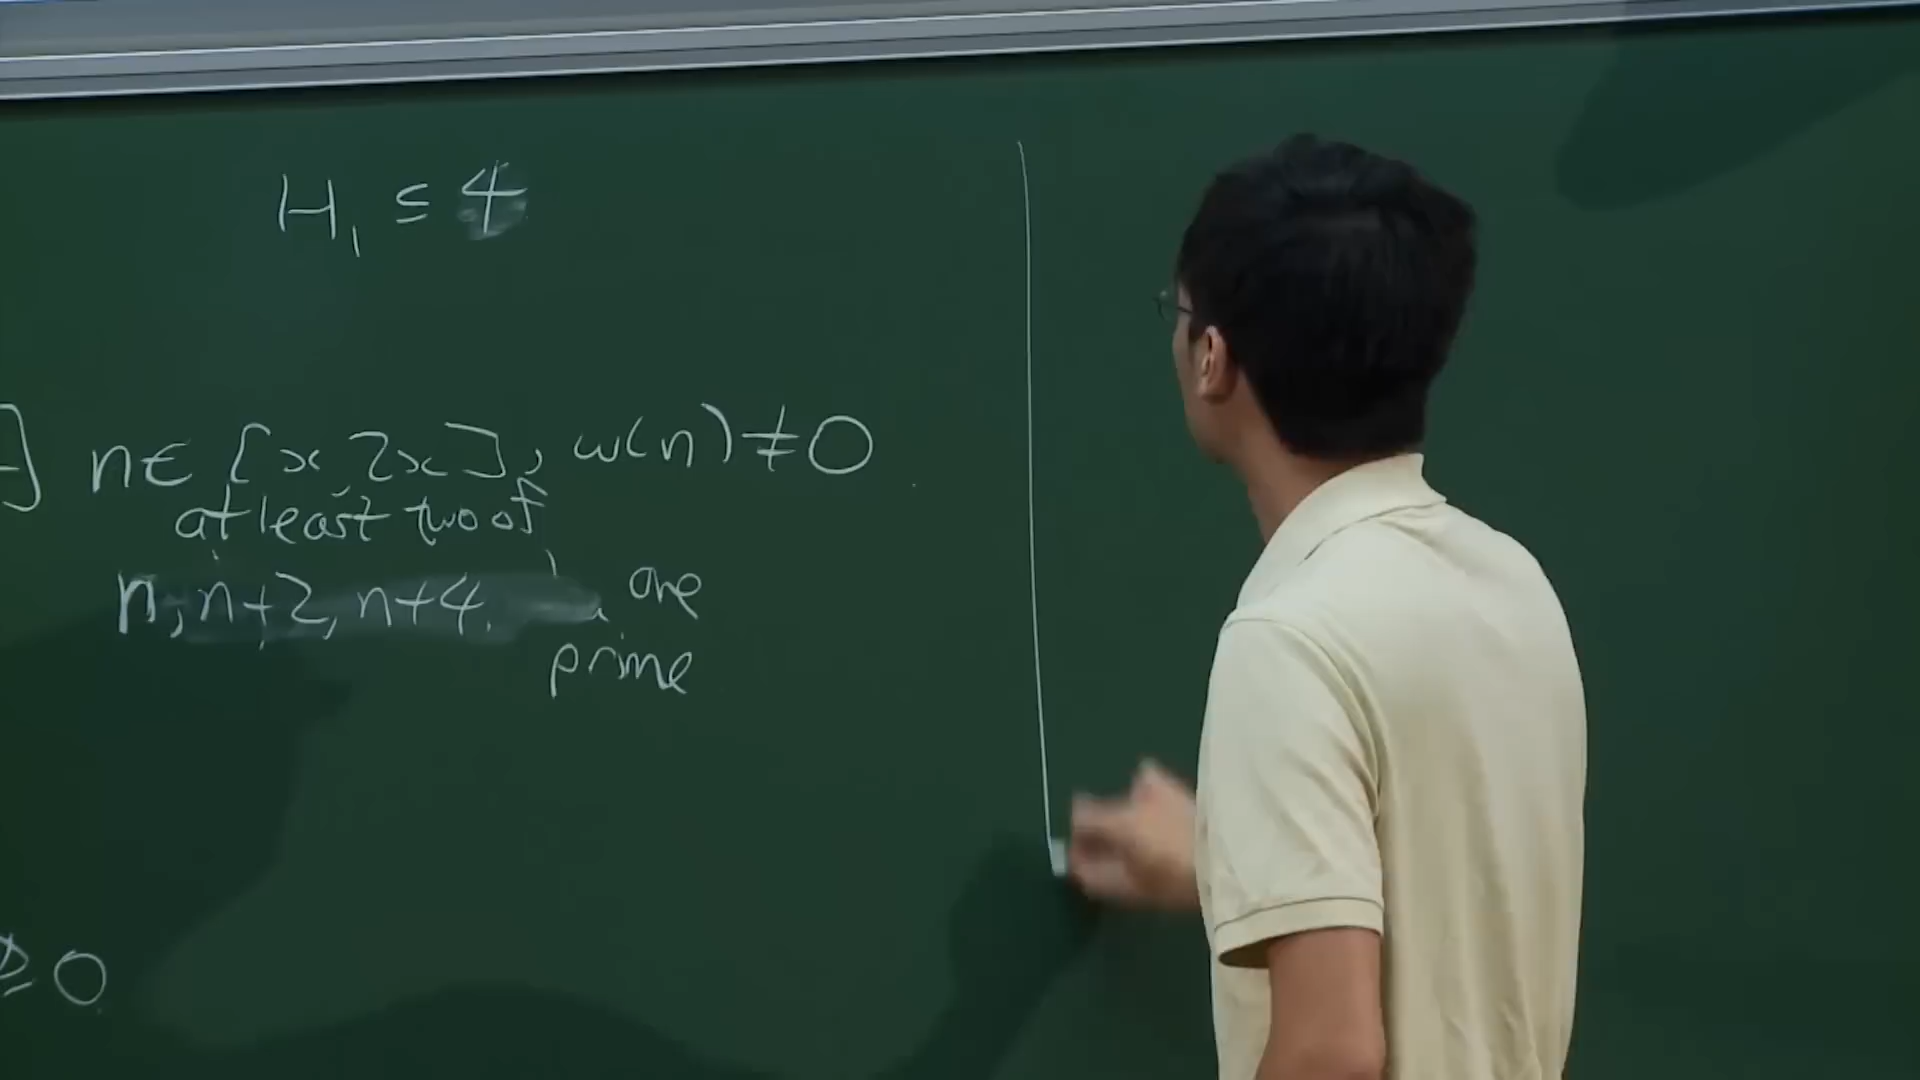 H₁ ≤ 4
] n ∈ [x, 2x], w(n) ≠ 0
at least two of
n, n+2, n+4 are
prime
≥ 0